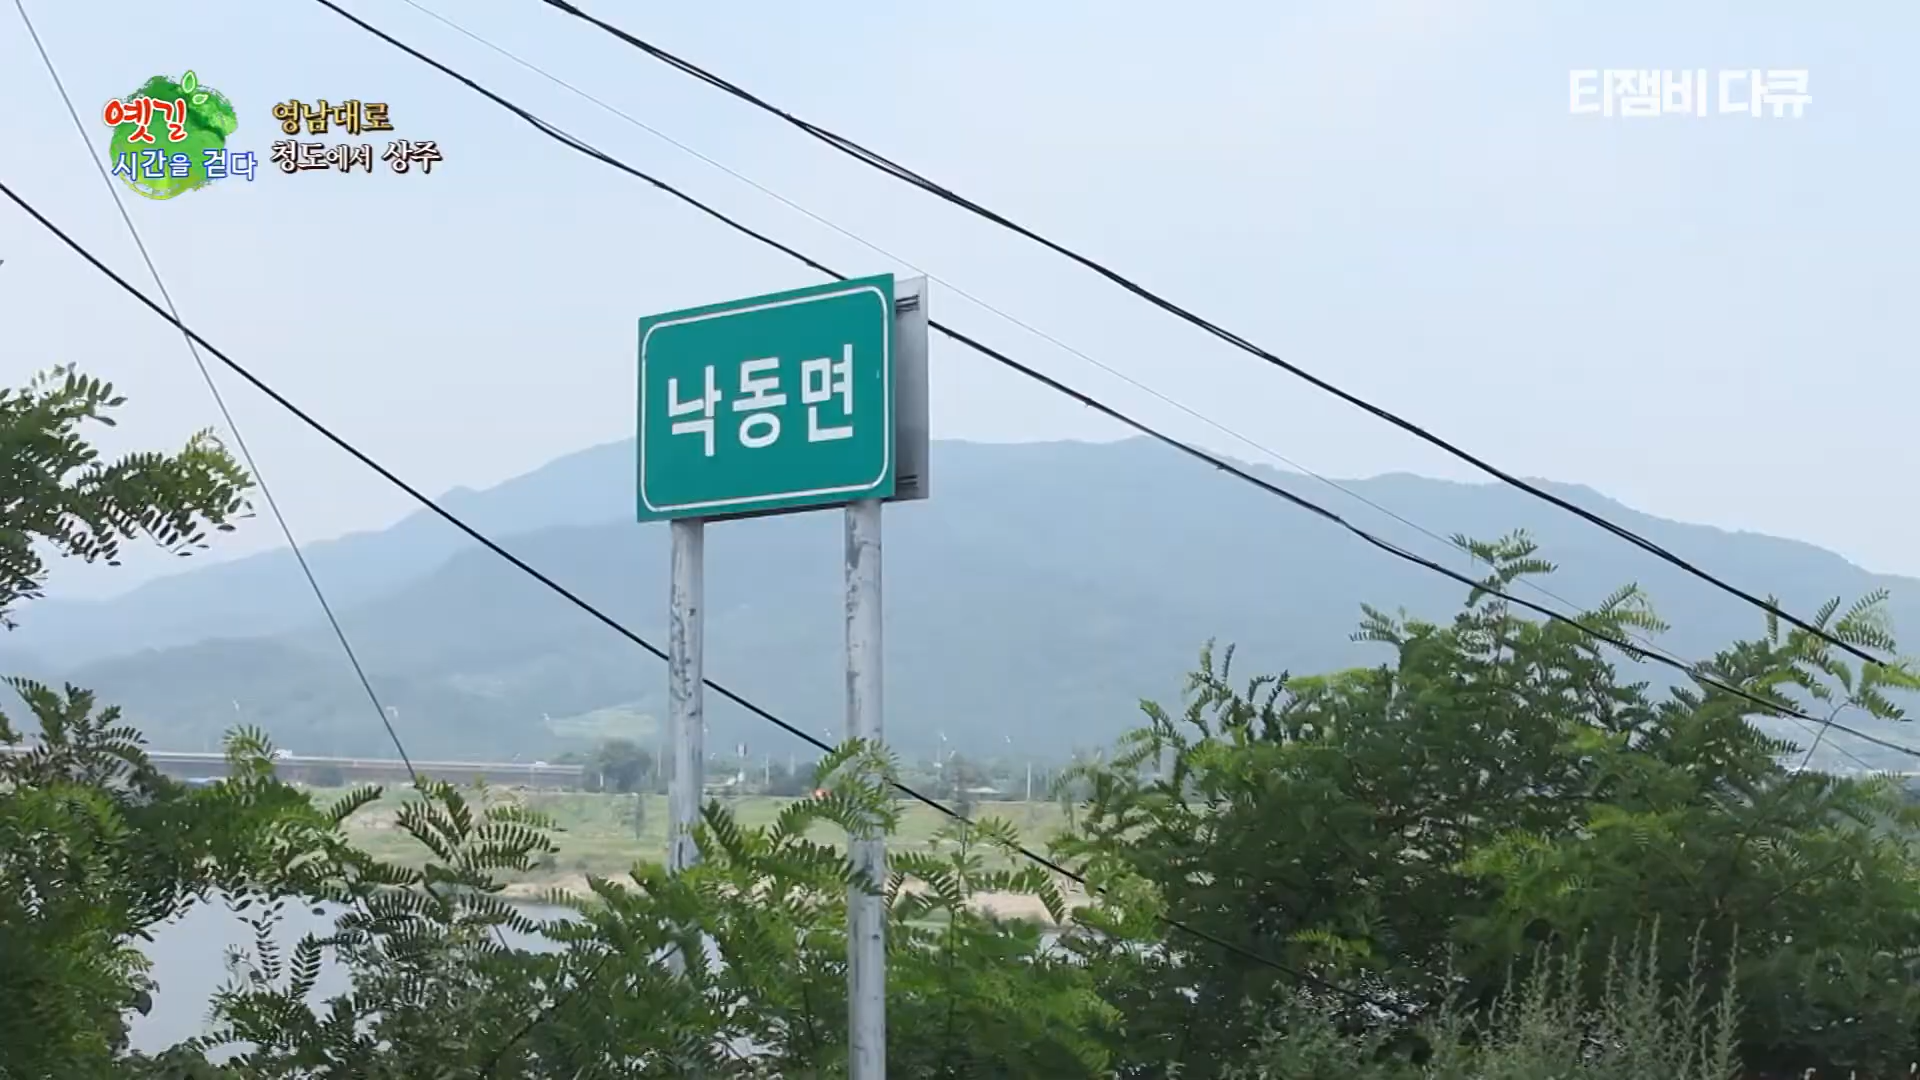 옛길
시간을 걷다
영남대로
청도에서 상주
티잼비 다큐
낙동면